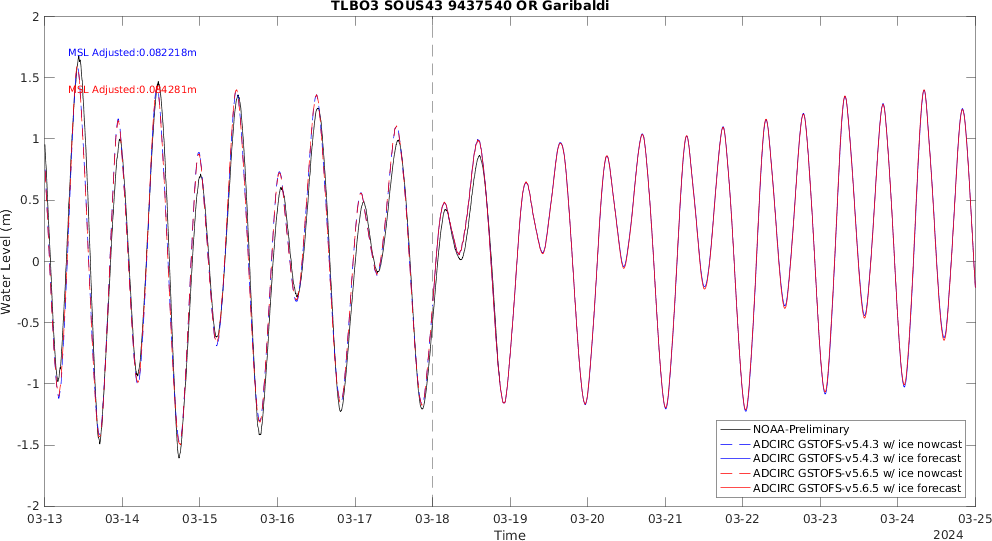 TLBO3 SOUS43 9437540 OR Garibaldi
2
1.5
1
0.5
0
-0.5
-1
-1.5
-2
Water Level (m)
MSL Adjusted:0.082218m
MSL Adjusted:0.084281m
NOAA-Preliminary
ADCIRC GSTOFS-v5.4.3 w/ ice nowcast
ADCIRC GSTOFS-v5.4.3 w/ ice forecast
ADCIRC GSTOFS-v5.6.5 w/ ice nowcast
ADCIRC GSTOFS-v5.6.5 w/ ice forecast
03-13 03-14 03-15 03-16 03-17 03-18 03-19 03-20 03-21 03-22 03-23 03-24 03-25
Time
2024